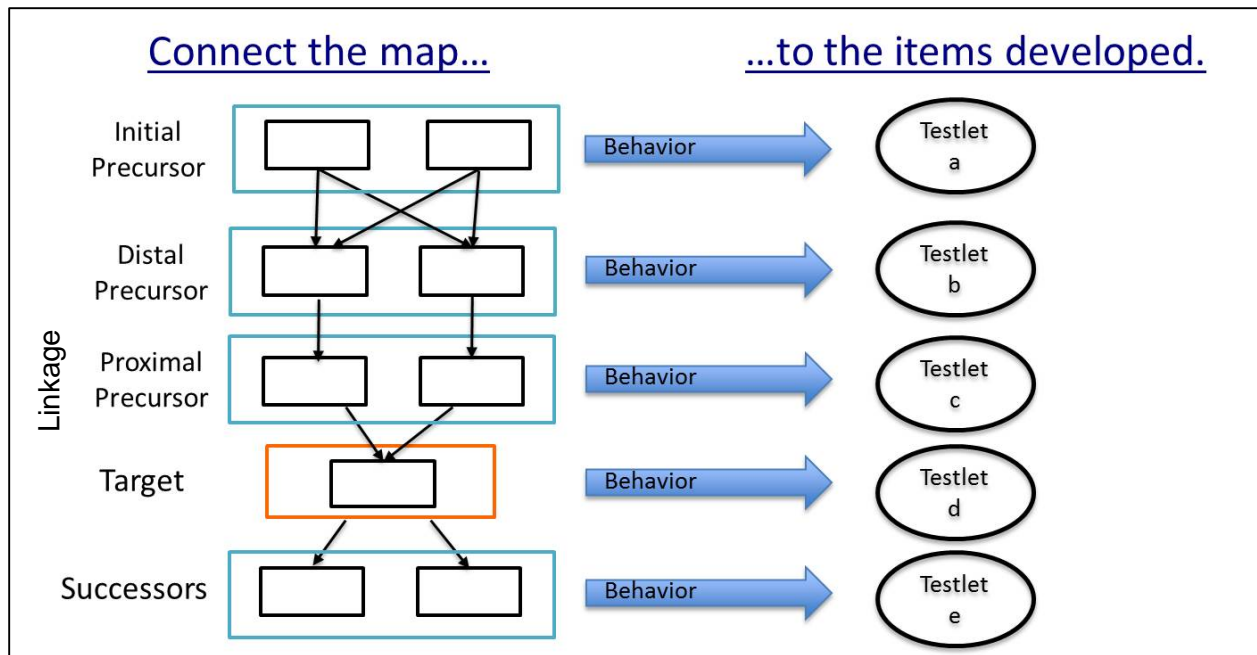 Connect the map…
…to the items developed.
Initial
Precursor
Behavior
Testlet
a
Distal
Precursor
Behavior
Testlet
b
Linkage
Proximal
Precursor
Behavior
Testlet
c
Target
Behavior
Testlet
d
Successors
Behavior
Testlet
e